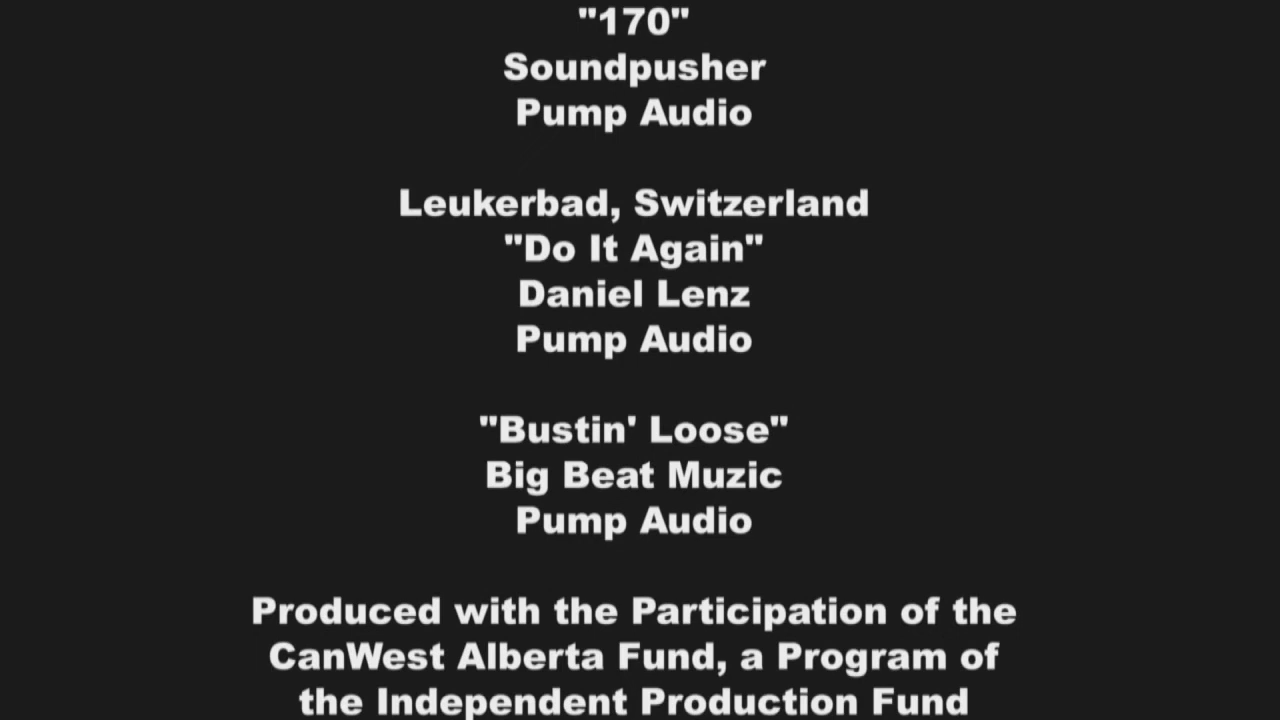 "170"
Soundpusher
Pump Audio
Leukerbad, Switzerland
"Do It Again"
Daniel Lenz
Pump Audio
"Bustin' Loose"
Big Beat Muzic
Pump Audio
Produced with the Participation of the
CanWest Alberta Fund, a Program of
the Independent Production Fund